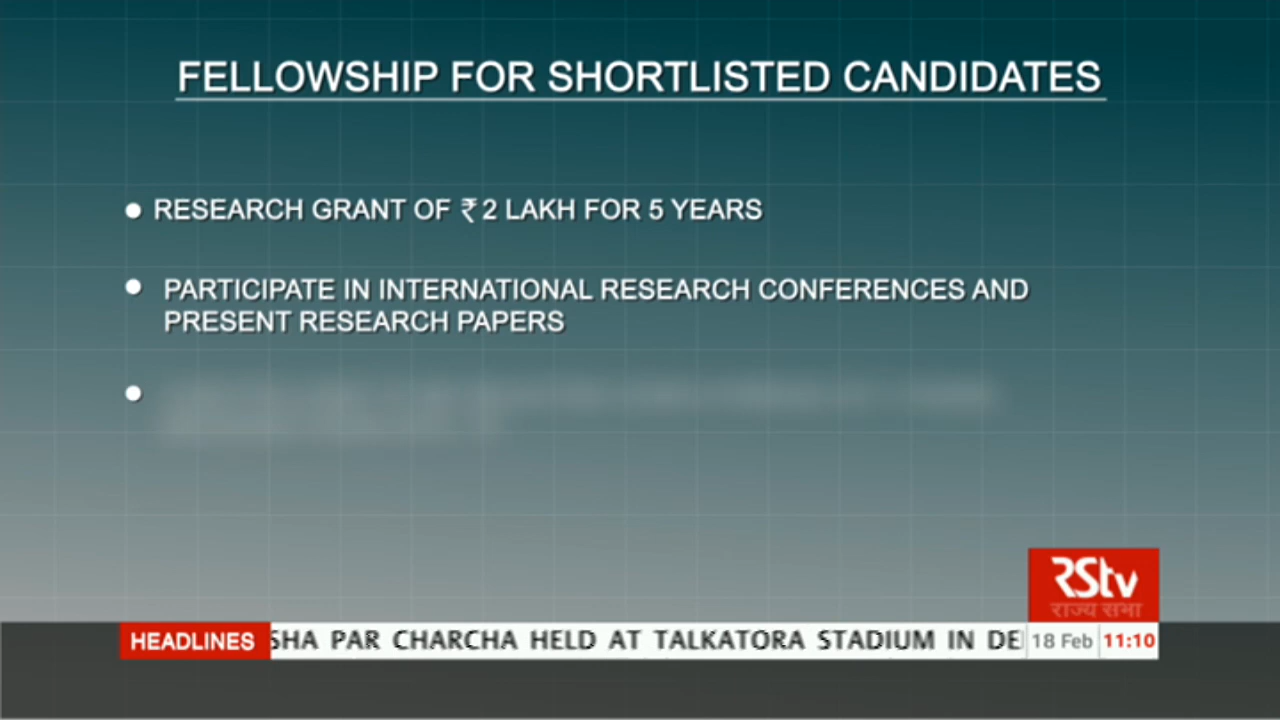 FELLOWSHIP FOR SHORTLISTED CANDIDATES
RESEARCH GRANT OF ₹ 2 LAKH FOR 5 YEARS
PARTICIPATE IN INTERNATIONAL RESEARCH CONFERENCES AND
PRESENT RESEARCH PAPERS
RStv
राज्य सभा
HEADLINES SHA PAR CHARCHA HELD AT TALKATORA STADIUM IN DE 18 Feb 11:10